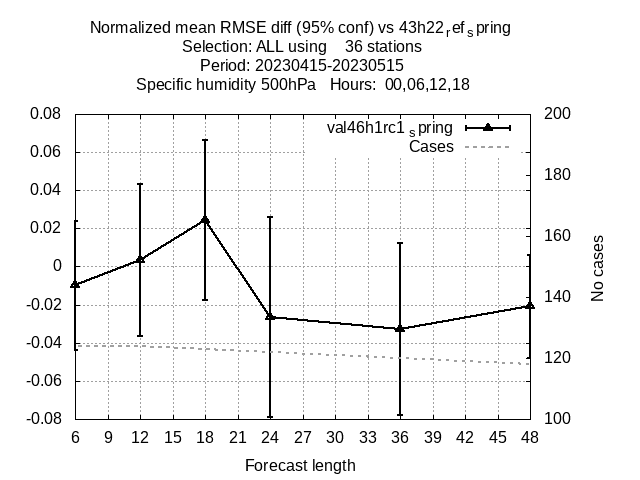 Normalized mean RMSE diff (95% conf) vs 43h22refspring
Selection: ALL using 36 stations
Period: 20230415-20230515
Specific humidity 500hPa Hours: 00,06,12,18
val46h1rc1spring
Cases
0.08
0.06
0.04
0.02
0
-0.02
-0.04
-0.06
-0.08
200
180
160
140
120
100
No cases
6 9 12 15 18 21 24 27 30 33 36 39 42 45 48
Forecast length